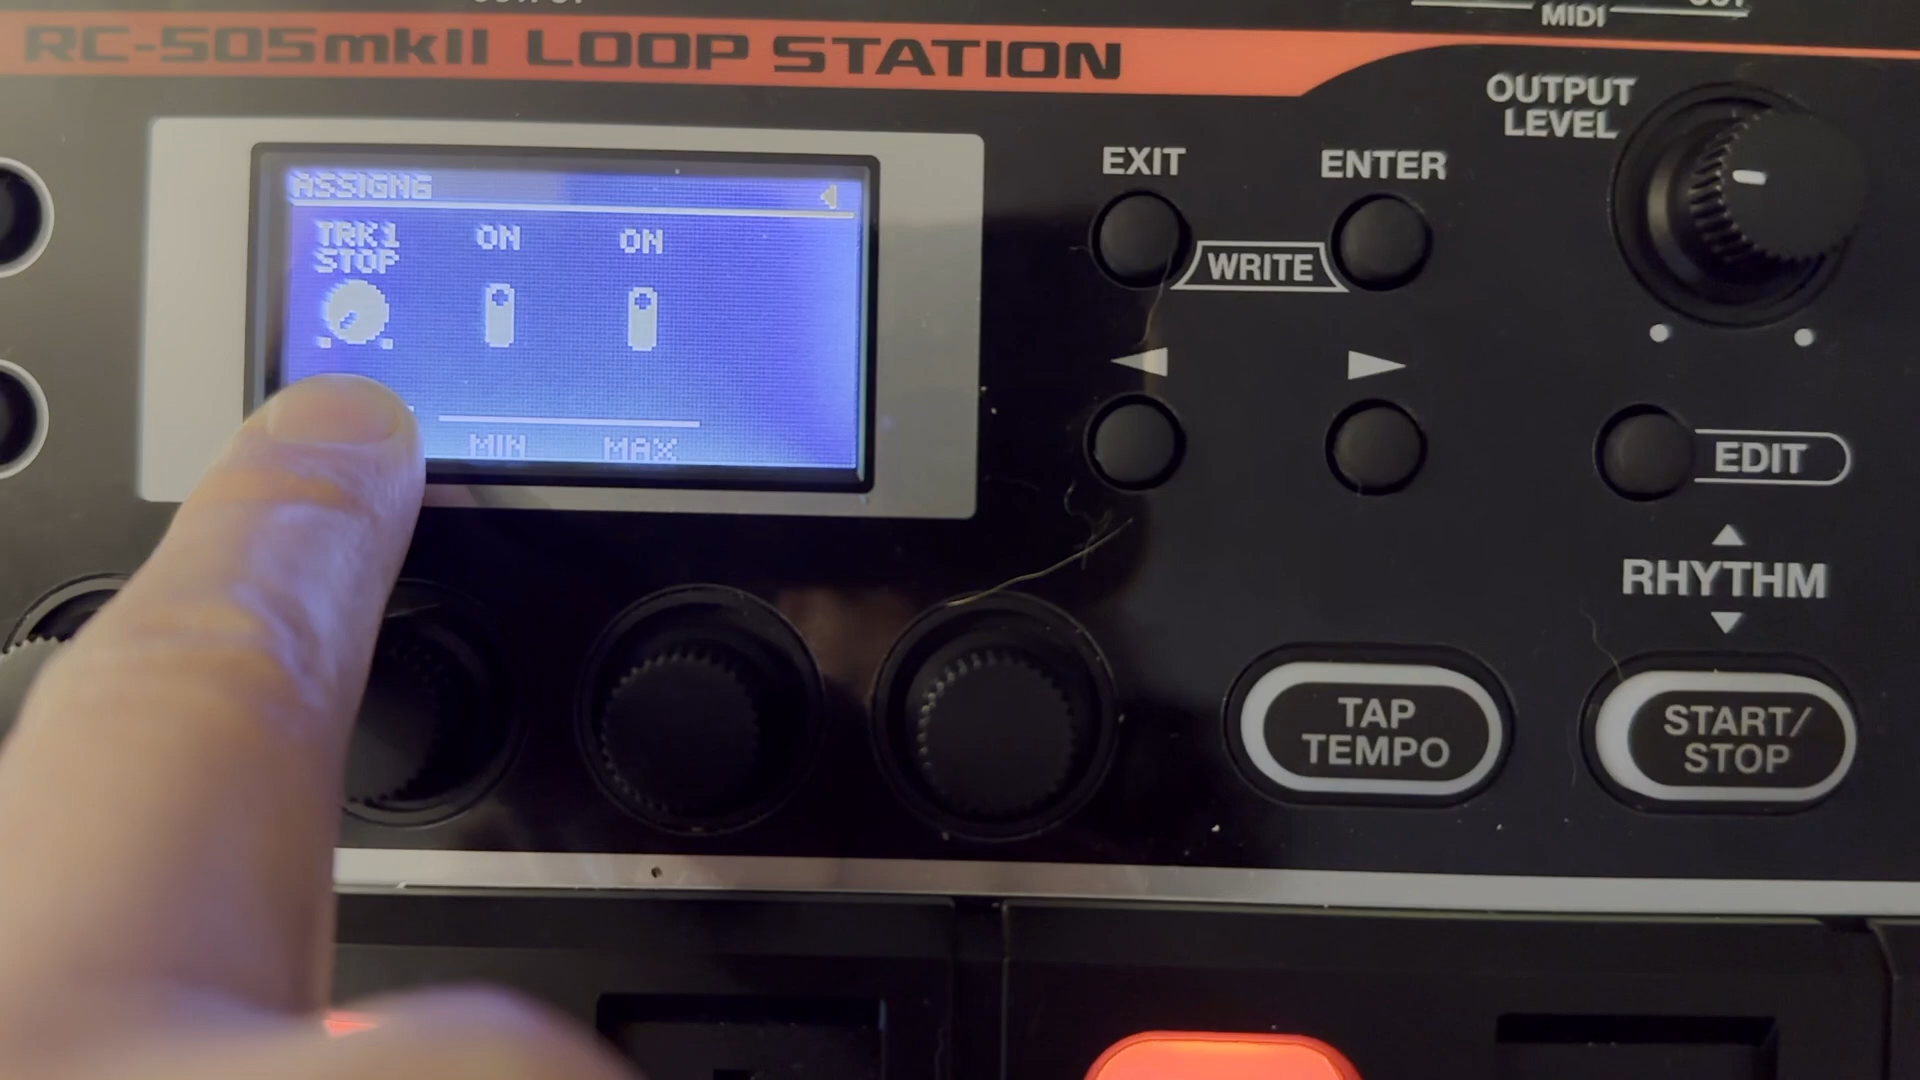 MIDI
RC-505mkII LOOP STATION
OUTPUT
LEVEL
EXIT
ENTER
ASSIGN6
TRK1
STOP
ON
ON
WRITE
MIN
MAX
EDIT
RHYTHM
TAP
TEMPO
START/
STOP